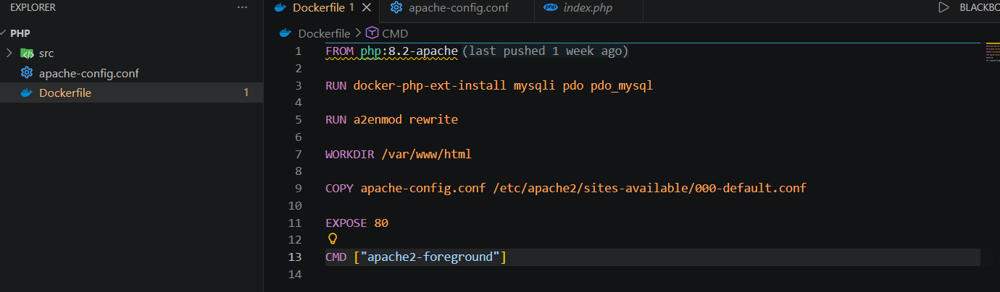 EXPLORER ...
PHP
src
apache-config.conf
Dockerfile 1
Dockerfile 1 apache-config.conf index.php BLACKBO
Dockerfile > CMD
1 FROM php:8.2-apache (last pushed 1 week ago)
2
3 RUN docker-php-ext-install mysqli pdo pdo_mysql
4
5 RUN a2enmod rewrite
6
7 WORKDIR /var/www/html
8
9 COPY apache-config.conf /etc/apache2/sites-available/000-default.conf
10
11 EXPOSE 80
12
13 CMD ["apache2-foreground"]
14